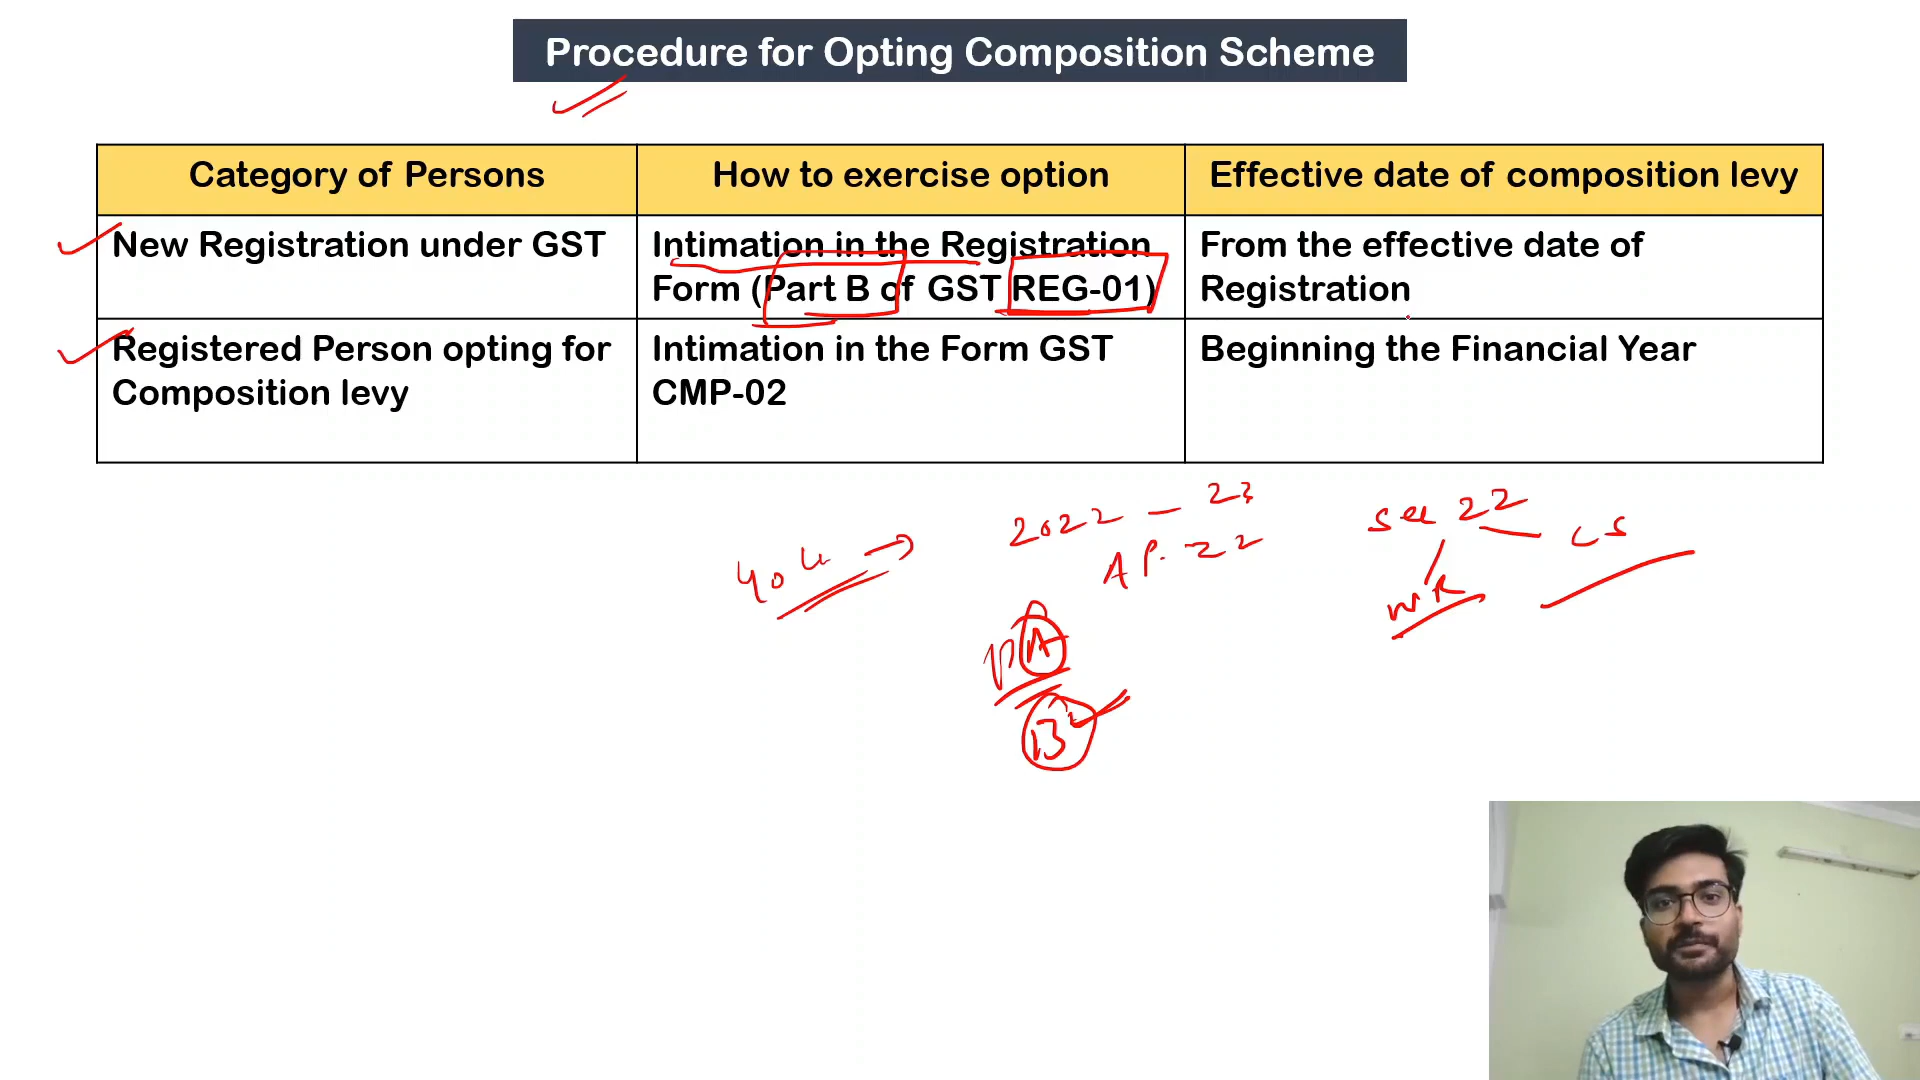 Procedure for Opting Composition Scheme
Category of Persons
How to exercise option
Effective date of composition levy
New Registration under GST
Intimation in the Registration
Form (Part B of GST REG-01)
From the effective date of
Registration
Registered Person opting for
Composition levy
Intimation in the Form GST
CMP-02
Beginning the Financial Year
2022 - 23
AP. 22
40 L
22
CS
NR
A
B